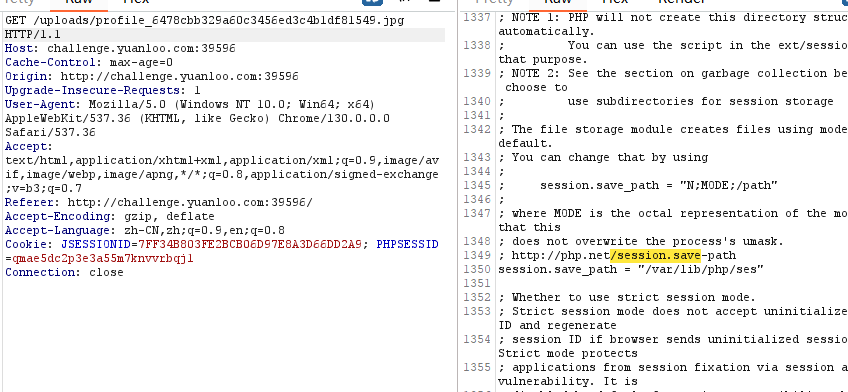 Raw
Hex
Raw
Hex
Render
GET /uploads/profile_6478cbb329a60c3456ed3c4b1df81549.jpg
HTTP/1.1
Host: challenge.yuanloo.com:39596
Cache-Control: max-age=0
Origin: http://challenge.yuanloo.com:39596
Upgrade-Insecure-Requests: 1
User-Agent: Mozilla/5.0 (Windows NT 10.0; Win64; x64)
AppleWebKit/537.36 (KHTML, like Gecko) Chrome/130.0.0.0
Safari/537.36
Accept:
text/html,application/xhtml+xml,application/xml;q=0.9,image/av
if,image/webp,image/apng,*/*;q=0.8,application/signed-exchange
;v=b3;q=0.7
Referer: http://challenge.yuanloo.com:39596/
Accept-Encoding: gzip, deflate
Accept-Language: zh-CN,zh;q=0.9,en;q=0.8
Cookie: JSESSIONID=7FF34B803FE2BCB06D97E8A3D66DD2A9; PHPSESSID
=qmae5dc2p3e3a55m7knvvrbqjl
Connection: close
1337 ; NOTE 1: PHP will not create this directory struc
automatically.
1338 ; You can use the script in the ext/sessio
that purpose.
1339 ; NOTE 2: See the section on garbage collection be
choose to
1340 ; use subdirectories for session storage
1341 ;
1342 ; The file storage module creates files using mode
default.
1343 ; You can change that by using
1344 ;
1345 ; session.save_path = "N;MODE;/path"
1346 ;
1347 ; where MODE is the octal representation of the mo
that this
1348 ; does not overwrite the process's umask.
1349 ; http://php.net/session.save-path
1350 session.save_path = "/var/lib/php/ses"
1351
1352 ; Whether to use strict session mode.
1353 ; Strict session mode does not accept uninitialize
ID and regenerate
1354 ; session ID if browser sends uninitialized sessio
Strict mode protects
1355 ; applications from session fixation via session a
vulnerability. It is